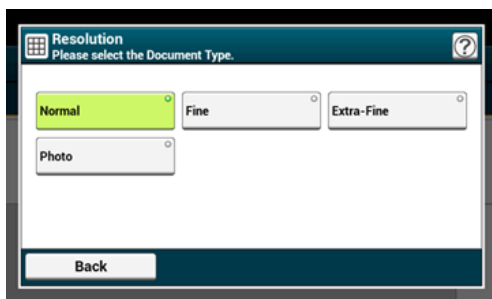 Resolution
Please select the Document Type.
?
Normal
Fine
Extra-Fine
Photo
Back